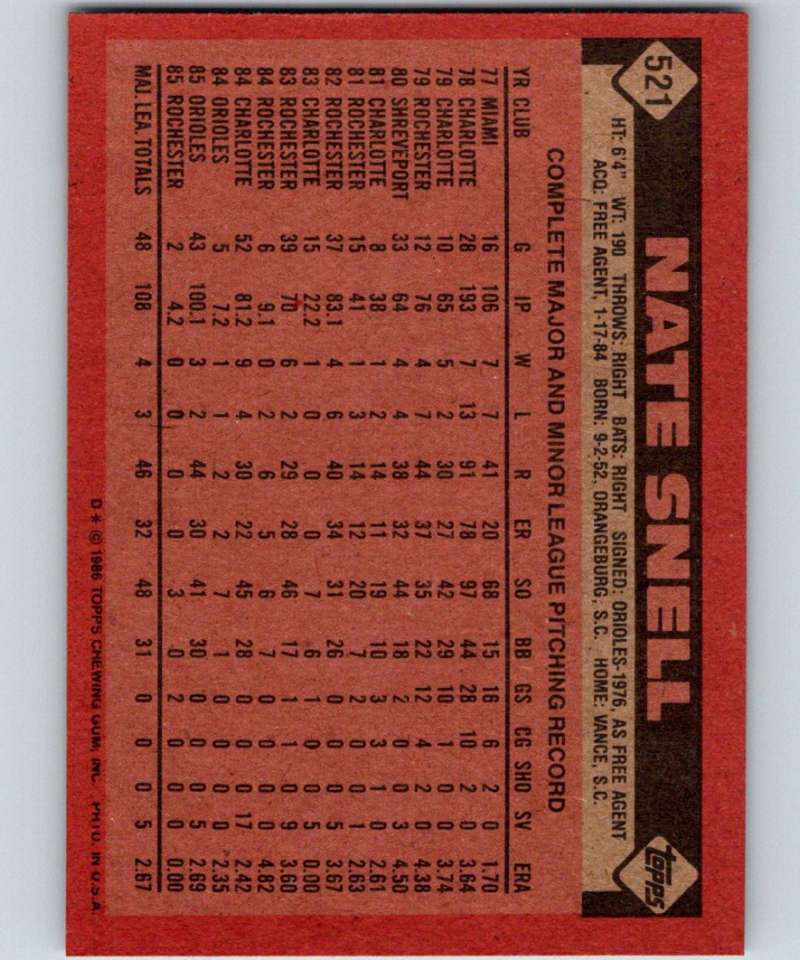 521
NATE SNELL
topps
HT: 6'4" WT: 190 THROWS: RIGHT BATS: RIGHT SIGNED: ORIOLES-1976, AS FREE AGENT
ACQ: FREE AGENT, 1-17-84 BORN: 9-2-52, ORANGEBURG, S.C. HOME: VANCE, S.C.
COMPLETE MAJOR AND MINOR LEAGUE PITCHING RECORD
YR CLUB G IP W L R ER SO BB GS CG SHO SV ERA
77 MIAMI 16 106 7 7 41 20 68 15 16 6 2 0 1.70
78 CHARLOTTE 28 193 7 13 91 78 97 44 28 10 2 0 3.64
79 CHARLOTTE 10 65 5 2 30 27 42 29 10 1 0 0 3.74
79 ROCHESTER 12 76 4 7 44 37 35 22 12 4 2 0 4.38
80 SHREVEPORT 33 64 4 4 38 32 44 18 2 0 0 3 4.50
81 CHARLOTTE 8 38 1 2 14 11 19 10 3 3 1 0 2.61
81 ROCHESTER 15 41 1 3 14 12 20 7 2 0 0 1 2.63
82 ROCHESTER 37 83.1 4 6 40 34 31 26 0 0 0 5 3.67
83 CHARLOTTE 15 22.2 1 0 0 0 7 6 1 0 0 5 0.00
83 ROCHESTER 39 70 6 2 29 28 46 17 1 1 0 9 3.60
84 ROCHESTER 6 9.1 0 2 6 5 6 7 0 0 0 0 4.82
84 CHARLOTTE 52 81.2 9 4 30 22 45 28 0 0 0 17 2.42
84 ORIOLES 5 7.2 1 1 2 2 7 1 0 0 0 0 2.35
85 ORIOLES 43 100.1 3 2 44 30 41 30 0 0 0 5 2.69
85 ROCHESTER 2 4.2 0 0 0 0 3 0 2 0 0 0 0.00
MAJ. LEA. TOTALS 48 108 4 3 46 32 48 31 0 0 0 5 2.67
D* © 1986 TOPPS CHEWING GUM, INC. PRTD. IN U.S.A.